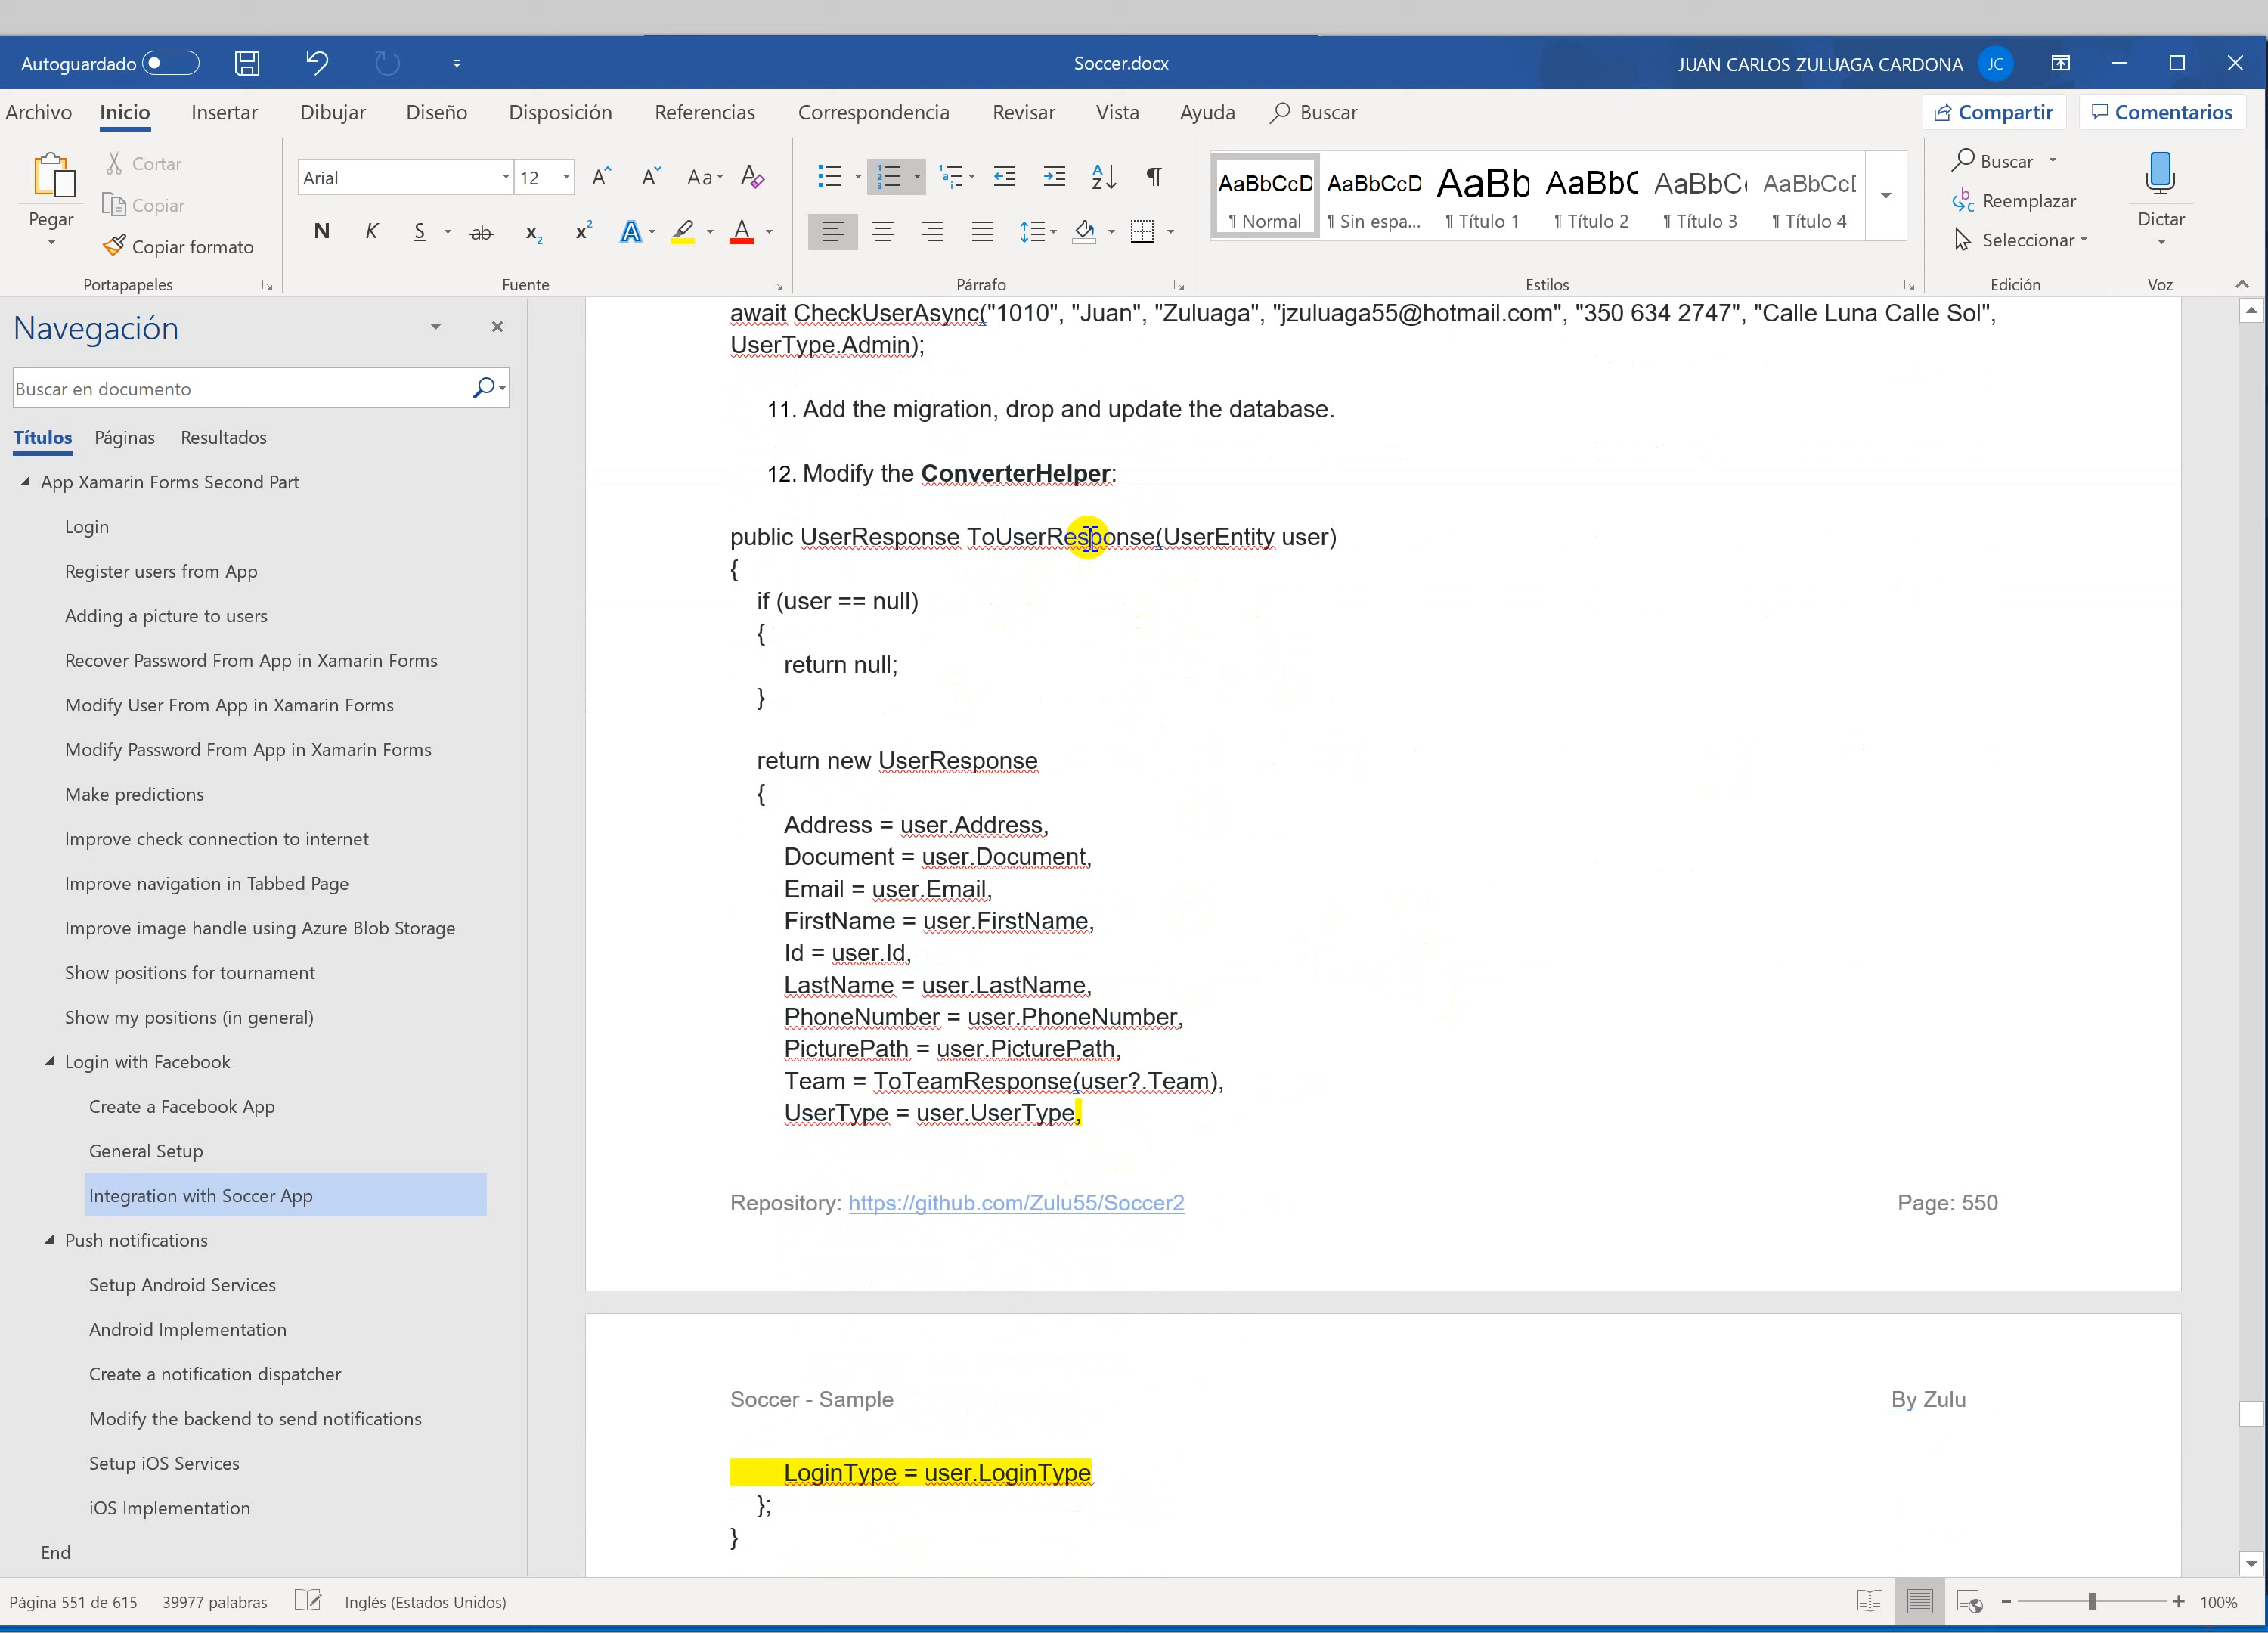 Autoguardado
Soccer.docx
JUAN CARLOS ZULUAGA CARDONA JC
Archivo Inicio Insertar Dibujar Diseño Disposición Referencias Correspondencia Revisar Vista Ayuda Buscar Compartir Comentarios
Pegar
Cortar
Copiar
Copiar formato
Portapapeles
Arial 12
Fuente
Párrafo
AaBbCcD AaBbCcD AaBb AaBbC AaBbC AaBbCcD
¶ Normal ¶ Sin espa... ¶ Título 1 ¶ Título 2 ¶ Título 3 ¶ Título 4
Estilos
Buscar
Reemplazar
Seleccionar
Edición
Dictar
Voz
Navegación
Buscar en documento
Títulos Páginas Resultados
App Xamarin Forms Second Part
Login
Register users from App
Adding a picture to users
Recover Password From App in Xamarin Forms
Modify User From App in Xamarin Forms
Modify Password From App in Xamarin Forms
Make predictions
Improve check connection to internet
Improve navigation in Tabbed Page
Improve image handle using Azure Blob Storage
Show positions for tournament
Show my positions (in general)
Login with Facebook
Create a Facebook App
General Setup
Integration with Soccer App
Push notifications
Setup Android Services
Android Implementation
Create a notification dispatcher
Modify the backend to send notifications
Setup iOS Services
iOS Implementation
End
await CheckUserAsync("1010", "Juan", "Zuluaga", "jzuluaga55@hotmail.com", "350 634 2747", "Calle Luna Calle Sol",
UserType.Admin);
11. Add the migration, drop and update the database.
12. Modify the ConverterHelper:
public UserResponse ToUserResponse(UserEntity user)
{
if (user == null)
{
return null;
}
return new UserResponse
{
Address = user.Address,
Document = user.Document,
Email = user.Email,
FirstName = user.FirstName,
Id = user.Id,
LastName = user.LastName,
PhoneNumber = user.PhoneNumber,
PicturePath = user.PicturePath,
Team = ToTeamResponse(user?.Team),
UserType = user.UserType,
Repository: https://github.com/Zulu55/Soccer2 Page: 550
Soccer - Sample By Zulu
LoginType = user.LoginType
};
}
Página 551 de 615 39977 palabras Inglés (Estados Unidos) 100%